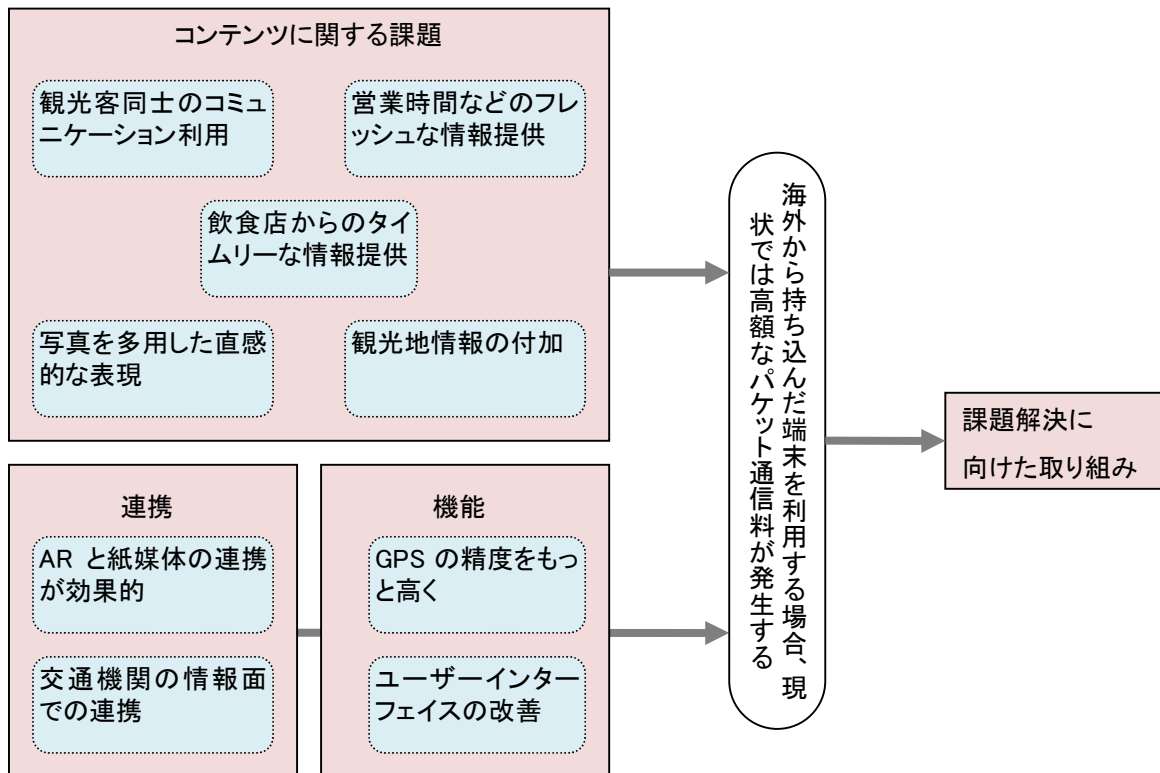 コンテンツに関する課題
観光客同士のコミュ
ニケーション利用
営業時間などのフレ
ッシュな情報提供
飲食店からのタイ
ムリーな情報提供
写真を多用した直感
的な表現
観光地情報の付加
連携
AR と紙媒体の連携
が効果的
交通機関の情報面
での連携
機能
GPS の精度をもっ
と高く
ユーザーインター
フェイスの改善
海外から持ち込んだ端末を利用する場合、現
状では高額なパケット通信料が発生する
課題解決に
向けた取り組み